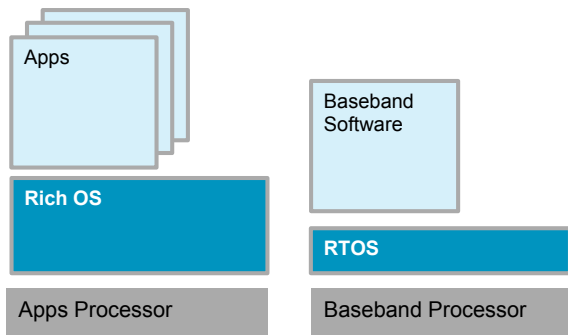 Apps
Rich OS
Apps Processor
Baseband
Software
RTOS
Baseband Processor